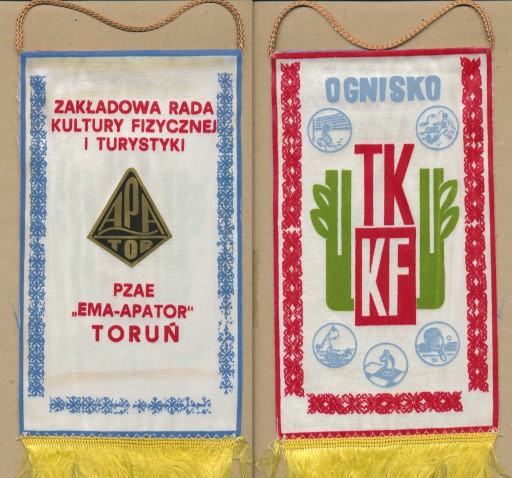 ZAKŁADOWA RADA
KULTURY FIZYCZNEJ
I TURYSTYKI
APA
TOR
PZAE
„EMA-APATOR"
TORUŃ
OGNISKO
TK
KF